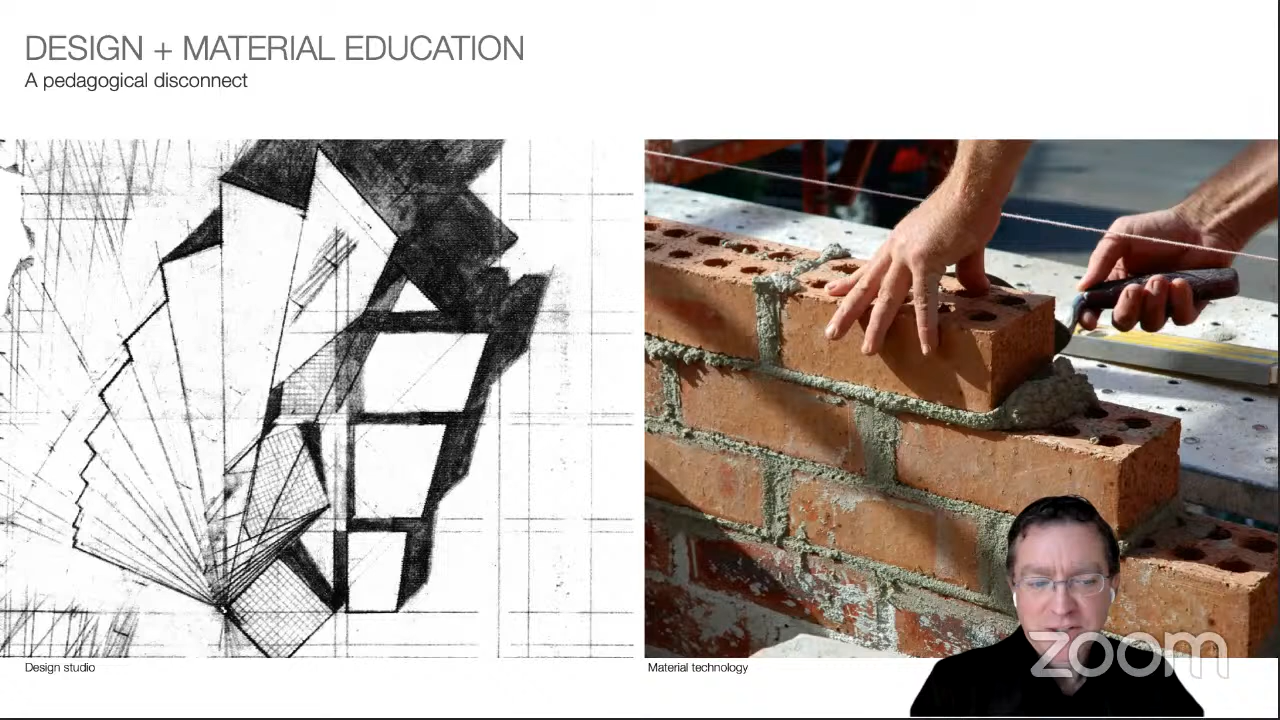 DESIGN + MATERIAL EDUCATION
A pedagogical disconnect
Design studio
Material technology
zoom